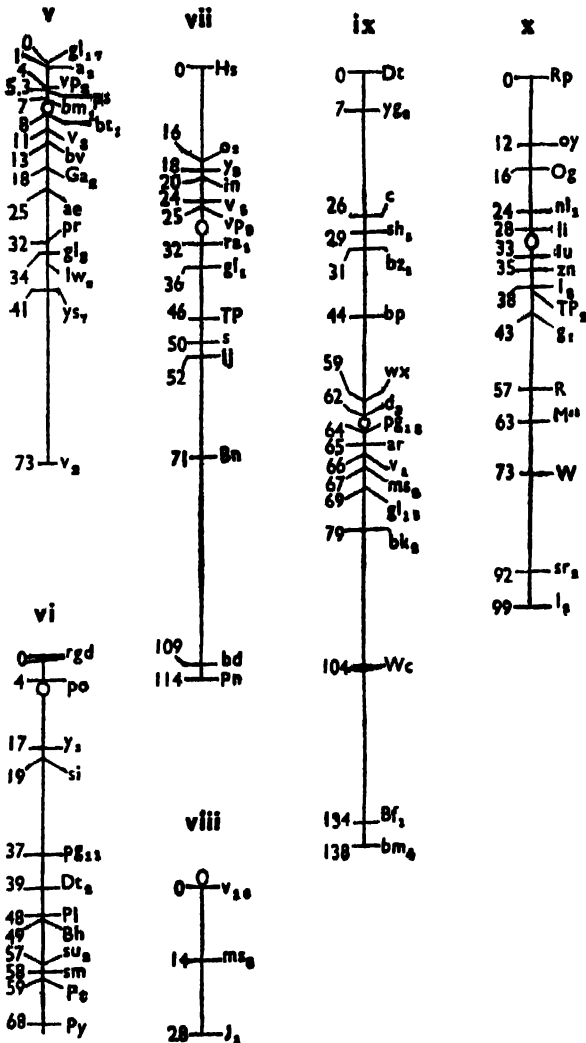 v
0 gl₁₇
1 a₂
4 vp₂
5.3
7 bm
8 bt₁
11 v₃
13 bv
18 Ga₂
25 ae
32 pr
34 gl₈
lw₂
41 ys₇
73 v₂
vi
0 rgd
4 po
17 y₁
19 si
37 pg₁₁
39 Dt₂
48 Pl
49 Bh
57 su₂
58 sm
59 Pt
68 Py
vii
0 Hs
16 o₂
18 y₈
20 in
24 v₅
25 vp₉
32 ra₁
36 gl₁
46 TP
50 s
52 ij
71 Bn
109 bd
114 Pn
viii
0 v₁₆
14 ms₈
28 j₁
ix
0 Dt
7 yg₂
26 c
29 sh₁
31 bz₁
44 bp
59 wx
62 d₃
64 pg₁₂
65 ar
66 v₁
67 ms₂
69 gl₁₅
79 bk₂
104 Wc
134 Bf₁
138 bm₄
x
0 Rp
12 oy
16 Og
24 nl₁
28 li
33 du
35 zn
38 l₈
TP₂
43 g₁
57 R
63 Mˢᵗ
73 W
92 sr₂
99 l₂